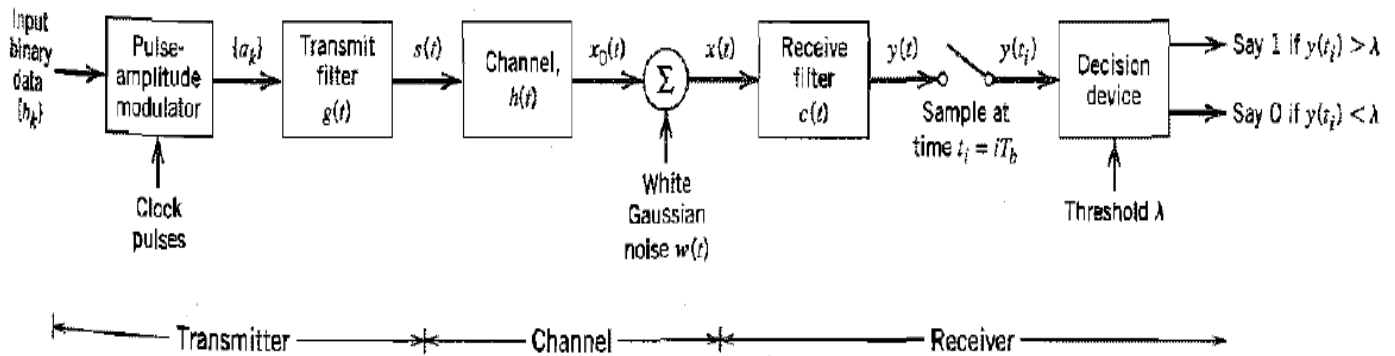 Input
binary
data
{b_k}
Pulse-
amplitude
modulator
Clock
pulses
{a_k}
Transmit
filter
g(t)
s(t)
Channel,
h(t)
x_0(t)
Σ
White
Gaussian
noise w(t)
x(t)
Receive
filter
c(t)
y(t)
Sample at
time t_i = iT_b
y(t_i)
Decision
device
Threshold λ
Say 1 if y(t_i) > λ
Say 0 if y(t_i) < λ
Transmitter
Channel
Receiver